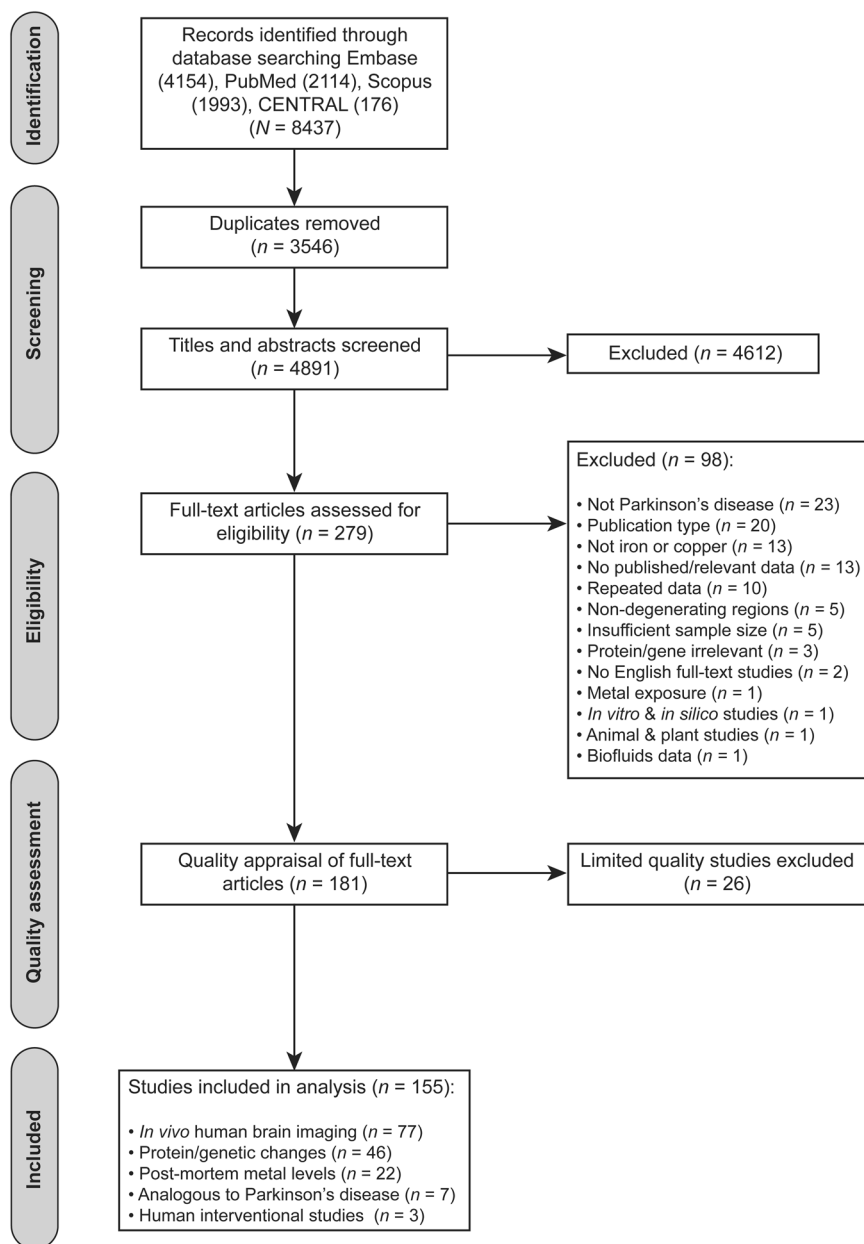 Identification
Records identified through
database searching Embase
(4154), PubMed (2114), Scopus
(1993), CENTRAL (176)
(N = 8437)
Screening
Duplicates removed
(n = 3546)
Titles and abstracts screened
(n = 4891)
Excluded (n = 4612)
Eligibility
Full-text articles assessed for
eligibility (n = 279)
Excluded (n = 98):
• Not Parkinson's disease (n = 23)
• Publication type (n = 20)
• Not iron or copper (n = 13)
• No published/relevant data (n = 13)
• Repeated data (n = 10)
• Non-degenerating regions (n = 5)
• Insufficient sample size (n = 5)
• Protein/gene irrelevant (n = 3)
• No English full-text studies (n = 2)
• Metal exposure (n = 1)
• In vitro & in silico studies (n = 1)
• Animal & plant studies (n = 1)
• Biofluids data (n = 1)
Quality assessment
Quality appraisal of full-text
articles (n = 181)
Limited quality studies excluded
(n = 26)
Included
Studies included in analysis (n = 155):
• In vivo human brain imaging (n = 77)
• Protein/genetic changes (n = 46)
• Post-mortem metal levels (n = 22)
• Analogous to Parkinson's disease (n = 7)
• Human interventional studies (n = 3)